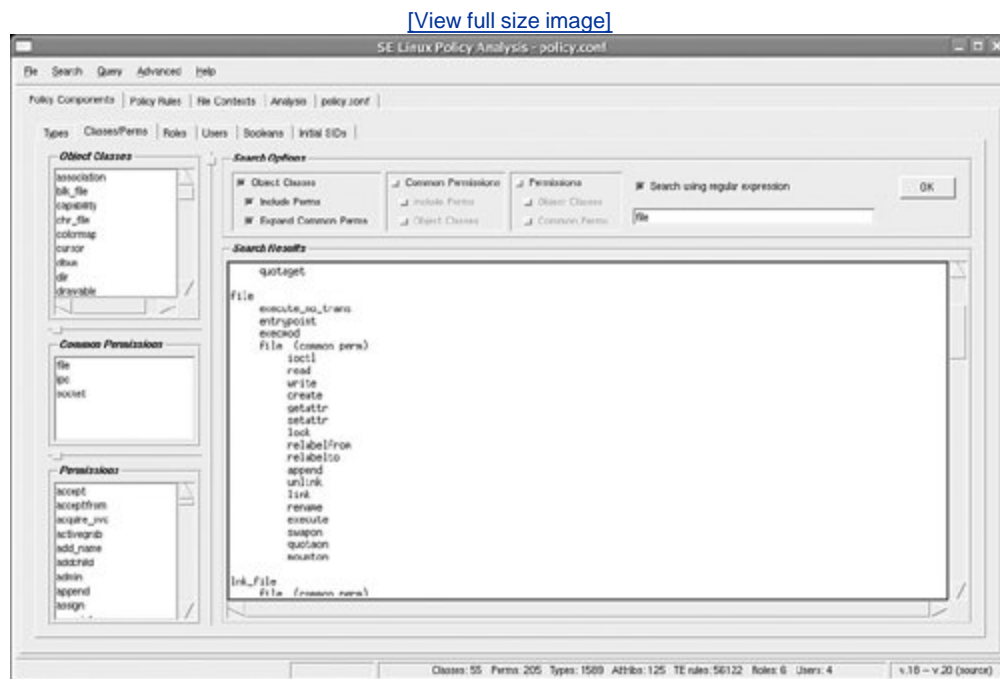 [View full size image]
SE Linux Policy Analysis - policy.conf
File Search Query Advanced Help
Policy Components Policy Rules File Contexts Analysis policy.conf
Types Classes/Perms Roles Users Booleans Initial SIDs
Object Classes
association
blk_file
capability
chr_file
colormap
cursor
dbus
dir
drawable
Common Permissions
file
ipc
socket
Permissions
accept
acceptfrom
acquire_svc
activegrab
add_name
addchild
admin
append
assign
Search Options
Object Classes
Include Perms
Expand Common Perms
Common Permissions
Include Perms
Object Classes
Permissions
Object Classes
Common Perms
Search using regular expression
file
OK
Search Results
quotaget
file
execute_no_trans
entrypoint
execmod
file (common perm)
ioctl
read
write
create
getattr
setattr
lock
relabelfrom
relabelto
append
unlink
link
rename
execute
swapon
quotaon
mounton
lnk_file
file (common perm)
Classes: 55 Perms: 205 Types: 1589 Attribs: 125 TE rules: 56122 Roles: 6 Users: 4
v.18 -- v.20 (source)